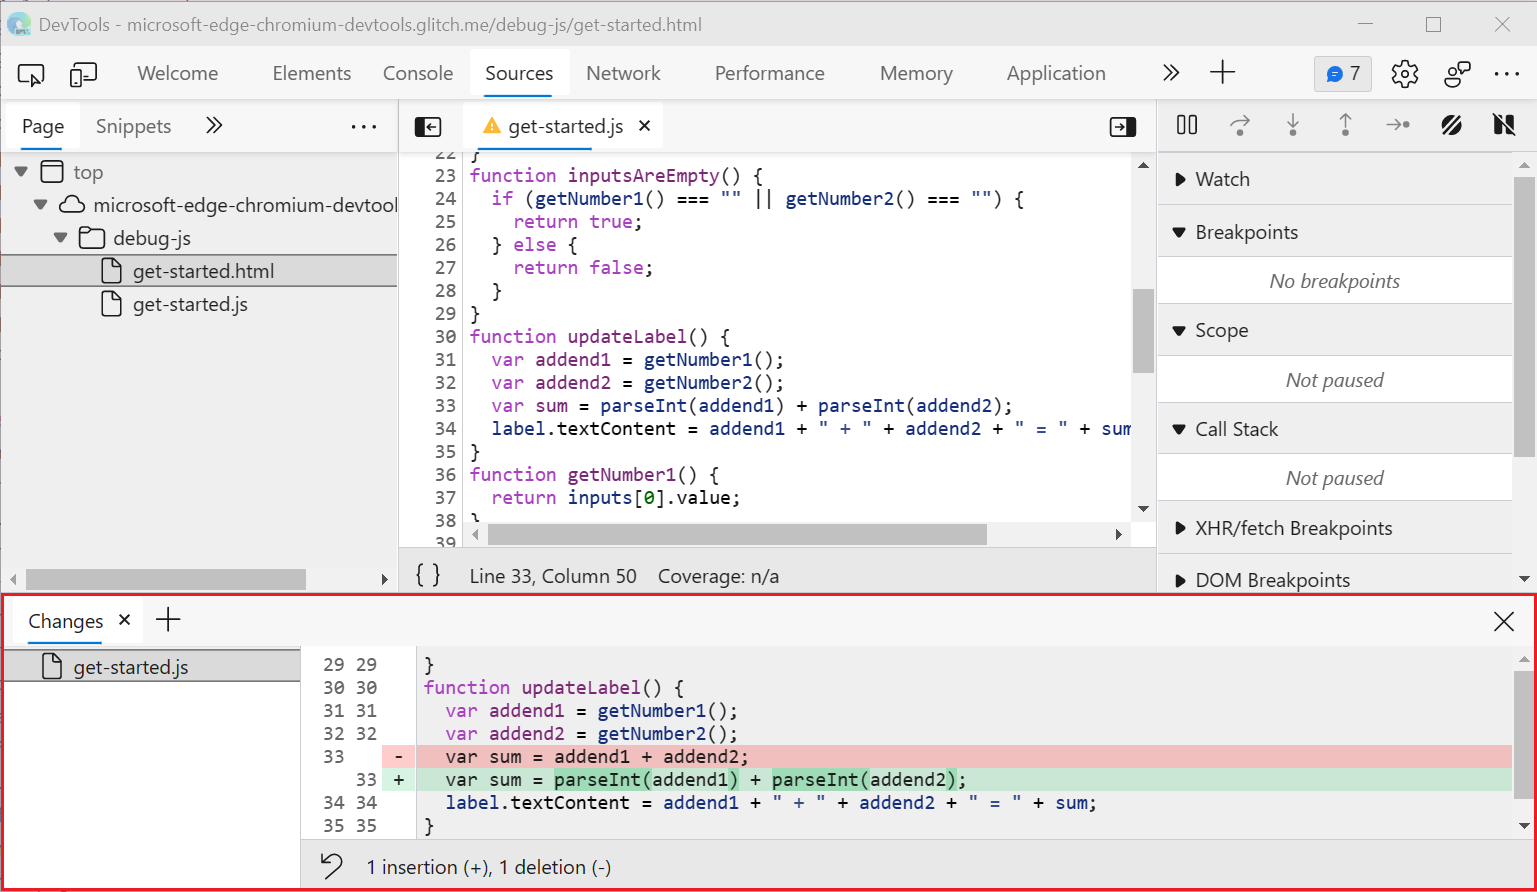 DevTools - microsoft-edge-chromium-devtools.glitch.me/debug-js/get-started.html
Welcome Elements Console Sources Network Performance Memory Application 7
Page Snippets
top
microsoft-edge-chromium-devtool
debug-js
get-started.html
get-started.js
get-started.js
22 }
23 function inputsAreEmpty() {
24   if (getNumber1() === "" || getNumber2() === "") {
25     return true;
26   } else {
27     return false;
28   }
29 }
30 function updateLabel() {
31   var addend1 = getNumber1();
32   var addend2 = getNumber2();
33   var sum = parseInt(addend1) + parseInt(addend2);
34   label.textContent = addend1 + " + " + addend2 + " = " + sum
35 }
36 function getNumber1() {
37   return inputs[0].value;
38 }
39
{ } Line 33, Column 50 Coverage: n/a
Watch
Breakpoints
No breakpoints
Scope
Not paused
Call Stack
Not paused
XHR/fetch Breakpoints
DOM Breakpoints
Changes
get-started.js
29 29 }
30 30 function updateLabel() {
31 31   var addend1 = getNumber1();
32 32   var addend2 = getNumber2();
33 -   var sum = addend1 + addend2;
33 +   var sum = parseInt(addend1) + parseInt(addend2);
34 34   label.textContent = addend1 + " + " + addend2 + " = " + sum;
35 35 }
1 insertion (+), 1 deletion (-)